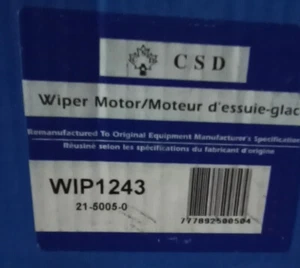 CSD
Wiper Motor/Moteur d'essuie-glac
Remanufactured To Original Equipment Manufacturer's Specification
Réusiné selon les spécifications du fabricant d'origine
WIP1243
21-5005-0
777892500504